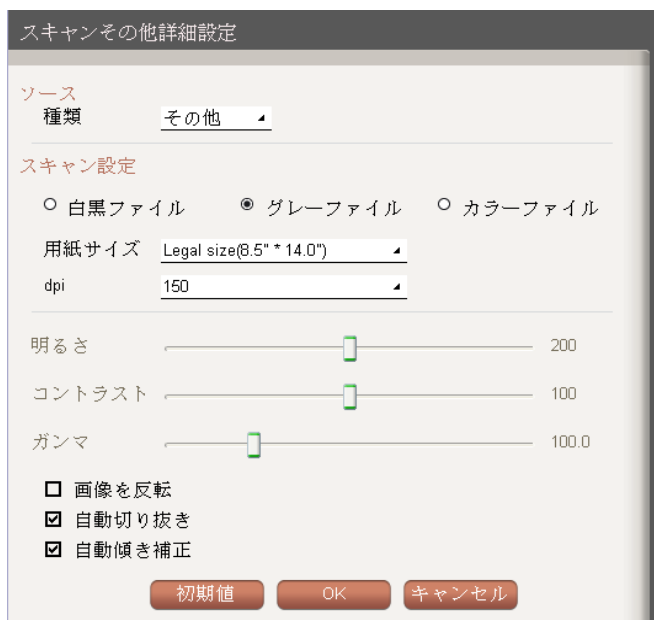 スキャンその他詳細設定
ソース
種類 その他
スキャン設定
白黒ファイル グレーファイル カラーファイル
用紙サイズ Legal size(8.5" * 14.0")
dpi 150
明るさ 200
コントラスト 100
ガンマ 100.0
画像を反転
自動切り抜き
自動傾き補正
初期値 OK キャンセル